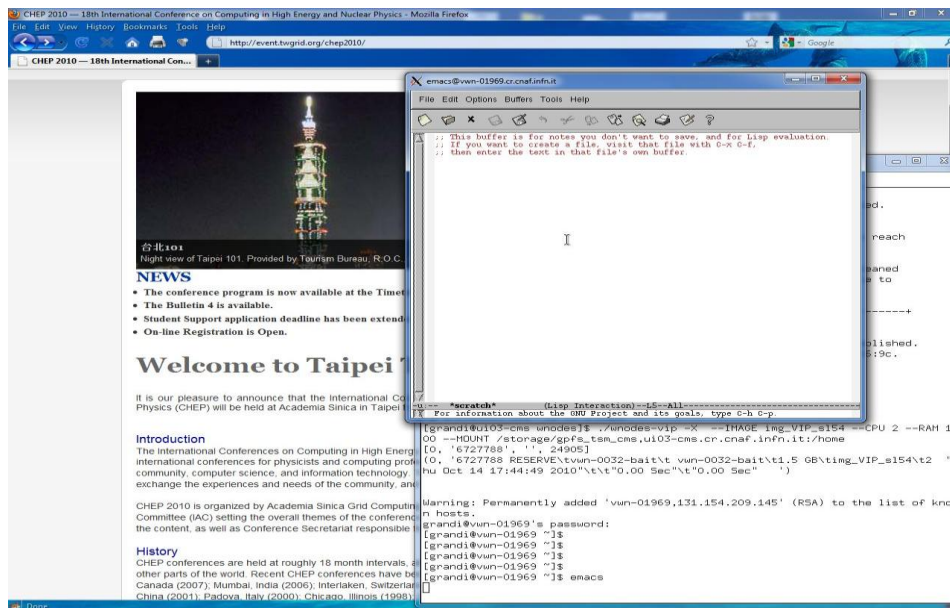 CHEP 2010 — 18th International Conference on Computing in High Energy and Nuclear Physics - Mozilla Firefox
File Edit View History Bookmarks Tools Help
http://event.twgrid.org/chep2010/
Google
CHEP 2010 — 18th International Con...
台北101
Night view of Taipei 101. Provided by Tourism Bureau, R.O.C.
NEWS
• The conference program is now available at the Timet
• The Bulletin 4 is available.
• Student Support application deadline has been extend
• On-line Registration is Open.
Welcome to Taipei
It is our pleasure to announce that the International Co
Physics (CHEP) will be held at Academia Sinica in Taipei
Introduction
The International Conferences on Computing in High Energ
international conferences for physicists and computing prof
community, computer science, and information technology.
exchange the experiences and needs of the community, an
CHEP 2010 is organized by Academia Sinica Grid Computin
Committee (IAC) setting the overall themes of the conferenc
the content, as well as Conference Secretariat responsible
History
CHEP conferences are held at roughly 18 month intervals, a
other parts of the world. Recent CHEP conferences have be
Canada (2007); Mumbai, India (2006); Interlaken, Switzerlan
China (2001); Padova, Italy (2000); Chicago, Illinois (1998)
Done
emacs@vwn-01969.cr.cnaf.infn.it
File Edit Options Buffers Tools Help
;; This buffer is for notes you don't want to save, and for Lisp evaluation.
;; If you want to create a file, visit that file with C-x C-f,
;; then enter the text in that file's own buffer.
-u:-- *scratch* (Lisp Interaction)--L5--All
For information about the GNU Project and its goals, type C-h C-p.
ed.
reach
eaned
e to
------+
olished.
5:9c.
[grandi@ui03-cms wnodes]$ ./wnodes-vip -X --IMAGE img_VIP_sl54 --CPU 2 --RAM 1
00 --MOUNT /storage/gpfs_tsm_cms,ui03-cms.cr.cnaf.infn.it:/home
[0, '6727788', '', 24905]
(0, '6727788 RESERVE\tvwn-0032-bait\t vwn-0032-bait\t1.5 GB\timg_VIP_sl54\t2 "
hu Oct 14 17:44:49 2010"\t\t"0.00 Sec"\t"0.00 Sec" ')
Warning: Permanently added 'vwn-01969,131.154.209.145' (RSA) to the list of know
n hosts.
grandi@vwn-01969's password:
[grandi@vwn-01969 ~]$
[grandi@vwn-01969 ~]$
[grandi@vwn-01969 ~]$
[grandi@vwn-01969 ~]$ emacs